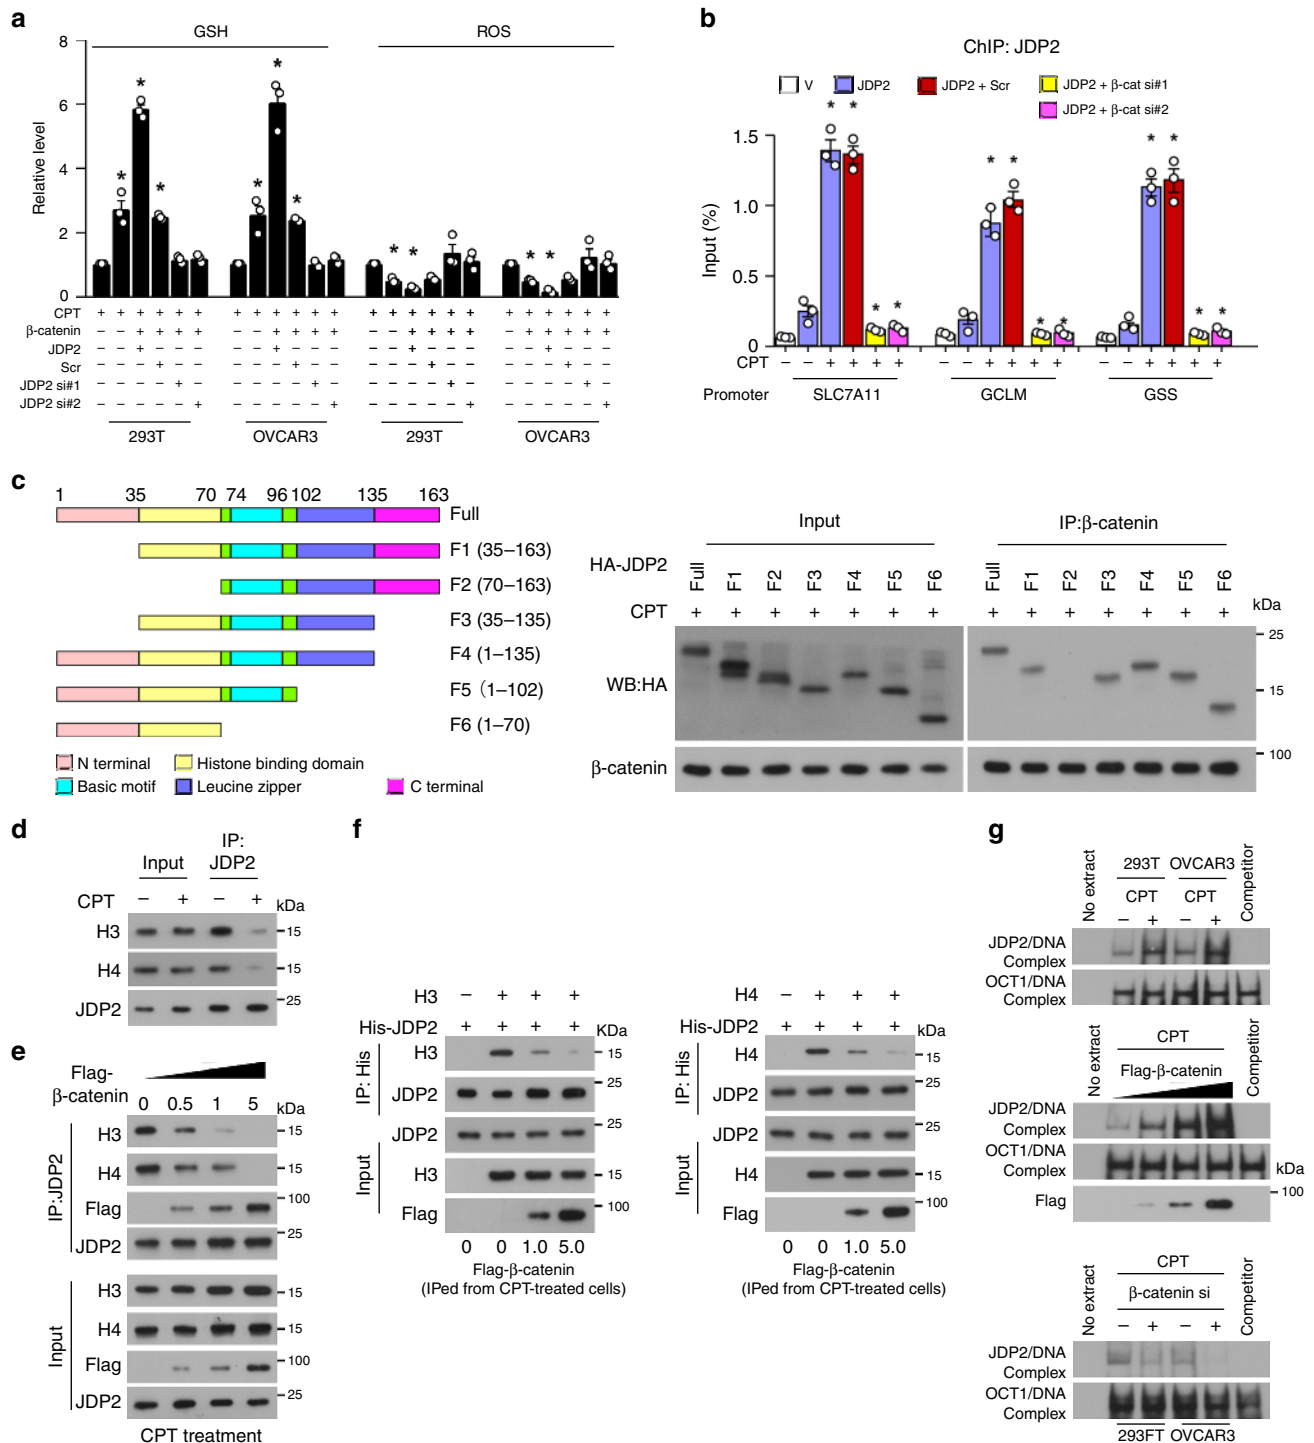 a
GSH
ROS
Relative level
8
6
4
2
0
CPT + + + + + + + + + + + + + + + + + + + + + + + +
β-catenin – – + + + + – – + + + + – – + + + + – – + + + +
JDP2
Scr
JDP2 si#1
JDP2 si#2
293T
OVCAR3
293T
OVCAR3
b
ChIP: JDP2
V
JDP2
JDP2 + Scr
JDP2 + β-cat si#1
JDP2 + β-cat si#2
Input (%)
1.5
1.0
0.5
0
CPT – – + + + + – – + + + + – – + + + +
Promoter
SLC7A11
GCLM
GSS
c
1 35 70 74 96 102 135 163
Full
F1 (35–163)
F2 (70–163)
F3 (35–135)
F4 (1–135)
F5 (1–102)
F6 (1–70)
N terminal
Histone binding domain
Basic motif
Leucine zipper
C terminal
Input
IP:β-catenin
HA-JDP2
Full F1 F2 F3 F4 F5 F6
Full F1 F2 F3 F4 F5 F6
CPT + + + + + + + + + + + + + +
kDa
WB:HA
25
15
β-catenin
100
d
Input
IP:
JDP2
CPT – + – +
kDa
H3
15
H4
15
JDP2
25
e
Flag-
β-catenin
0 0.5 1 5
kDa
IP:JDP2
H3
15
H4
15
Flag
100
JDP2
25
Input
H3
15
H4
15
Flag
100
JDP2
25
CPT treatment
f
H3 – + + +
His-JDP2 + + + +
KDa
IP: His
H3
15
JDP2
25
Input
JDP2
25
H3
15
Flag
100
0 0 1.0 5.0
Flag-β-catenin
(IPed from CPT-treated cells)
H4 – + + +
His-JDP2 + + + +
kDa
IP: His
H4
15
JDP2
25
Input
JDP2
25
H4
15
Flag
100
0 0 1.0 5.0
Flag-β-catenin
(IPed from CPT-treated cells)
g
No extract
293T
OVCAR3
Competitor
CPT
CPT
– + – +
JDP2/DNA
Complex
OCT1/DNA
Complex
No extract
CPT
Flag-β-catenin
Competitor
JDP2/DNA
Complex
OCT1/DNA
Complex
kDa
Flag
100
No extract
CPT
β-catenin si
Competitor
– + – +
JDP2/DNA
Complex
OCT1/DNA
Complex
293FT
OVCAR3